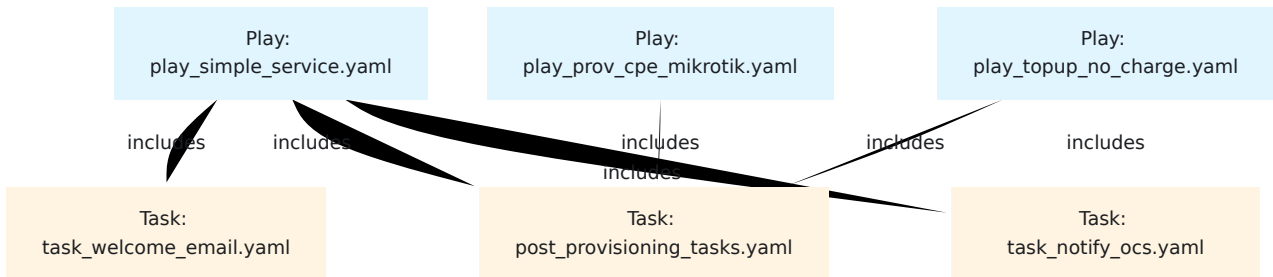 Play:
play_simple_service.yaml
Play:
play_prov_cpe_mikrotik.yaml
Play:
play_topup_no_charge.yaml
includes
includes
includes
includes
includes
includes
Task:
task_welcome_email.yaml
Task:
post_provisioning_tasks.yaml
Task:
task_notify_ocs.yaml